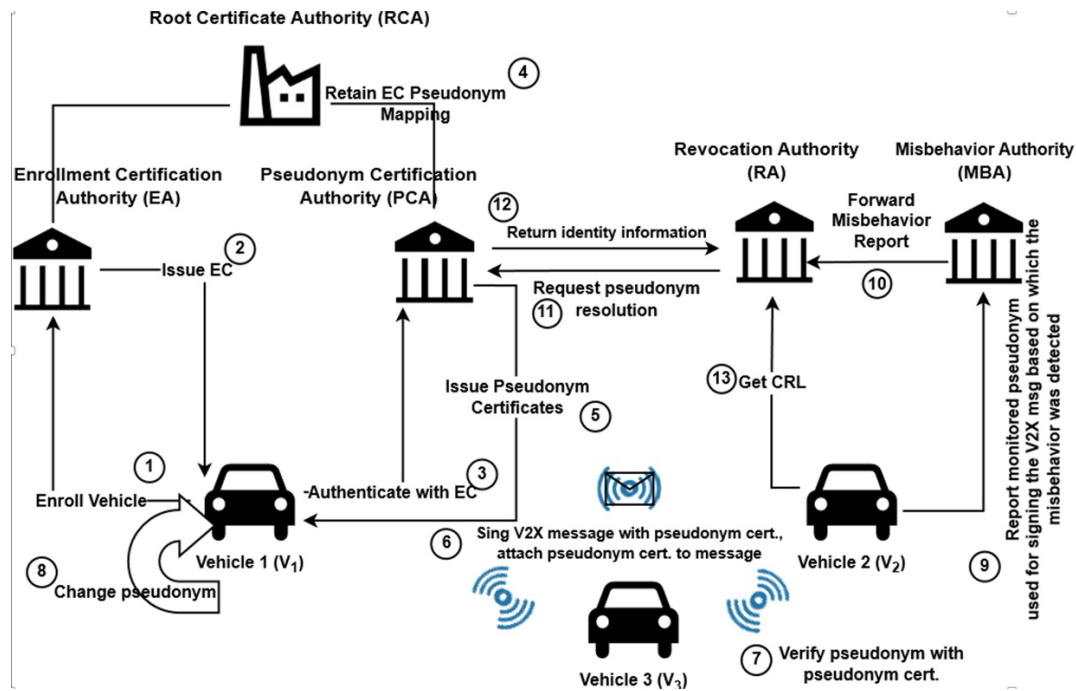 Root Certificate Authority (RCA)
4
Retain EC Pseudonym
Mapping
Enrollment Certification
Authority (EA)
Pseudonym Certification
Authority (PCA)
Revocation Authority
(RA)
Misbehavior Authority
(MBA)
12
Return identity information
Forward
Misbehavior
Report
10
2
Issue EC
Request pseudonym
11
resolution
Report monitored pseudonym
used for signing the V2X msg based on which the
misbehavior was detected
13
Get CRL
Issue Pseudonym
Certificates
5
1
Enroll Vehicle
3
Authenticate with EC
6
Sing V2X message with pseudonym cert.,
attach pseudonym cert. to message
Vehicle 1 (V1)
Vehicle 2 (V2)
9
8
Change pseudonym
7
Verify pseudonym with
pseudonym cert.
Vehicle 3 (V3)